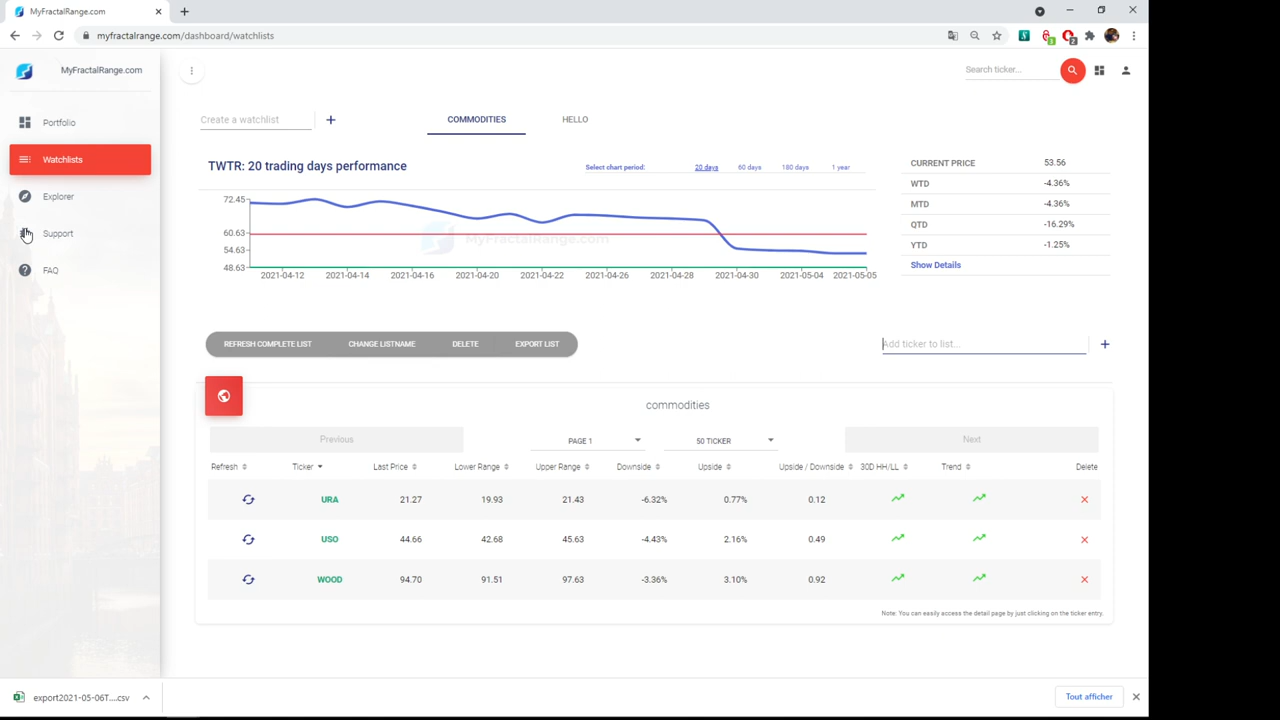 MyFractalRange.com
myfractalrange.com/dashboard/watchlists
MyFractalRange.com
Search ticker...
Portfolio
Watchlists
Explorer
Support
FAQ
Create a watchlist
COMMODITIES
HELLO
TWTR: 20 trading days performance
Select chart period:
20 days
60 days
180 days
1 year
72.45
60.63
54.63
48.63
MyFractalRange.com
2021-04-12
2021-04-14
2021-04-16
2021-04-20
2021-04-22
2021-04-26
2021-04-28
2021-04-30
2021-05-04
2021-05-05
CURRENT PRICE 53.56
WTD -4.36%
MTD -4.36%
QTD -16.29%
YTD -1.25%
Show Details
REFRESH COMPLETE LIST
CHANGE LISTNAME
DELETE
EXPORT LIST
Add ticker to list...
commodities
Previous
PAGE 1
50 TICKER
Next
Refresh Ticker Last Price Lower Range Upper Range Downside Upside Upside / Downside 30D HH/LL Trend Delete
URA 21.27 19.93 21.43 -6.32% 0.77% 0.12
USO 44.66 42.68 45.63 -4.43% 2.16% 0.49
WOOD 94.70 91.51 97.63 -3.36% 3.10% 0.92
Note: You can easily access the detail page by just clicking on the ticker entry.
export2021-05-06T....csv
Tout afficher